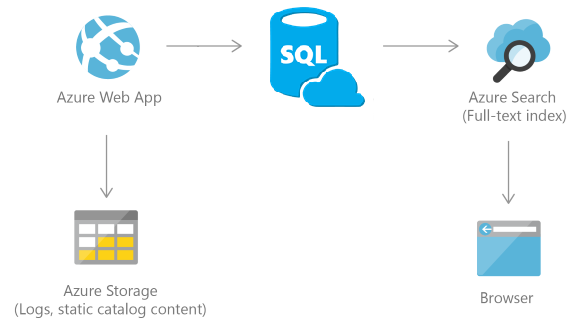 SQL
Azure Web App
Azure Search
(Full-text index)
Azure Storage
(Logs, static catalog content)
Browser